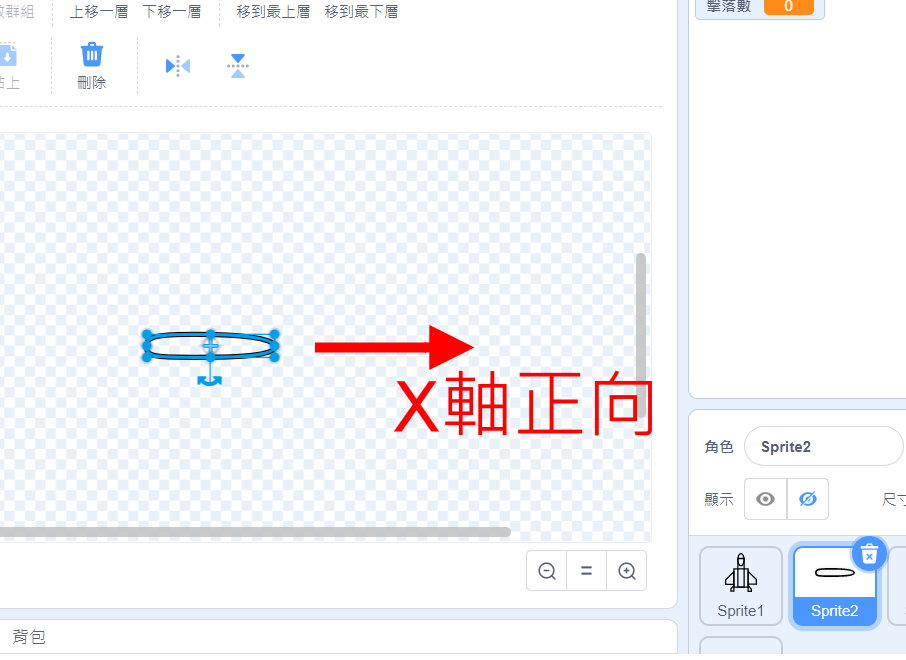 群組 上移一層 下移一層 移到最上層 移到最下層
擊落數 0
上 刪除
X軸正向
角色 Sprite2
顯示 尺寸
Sprite1 Sprite2
背包